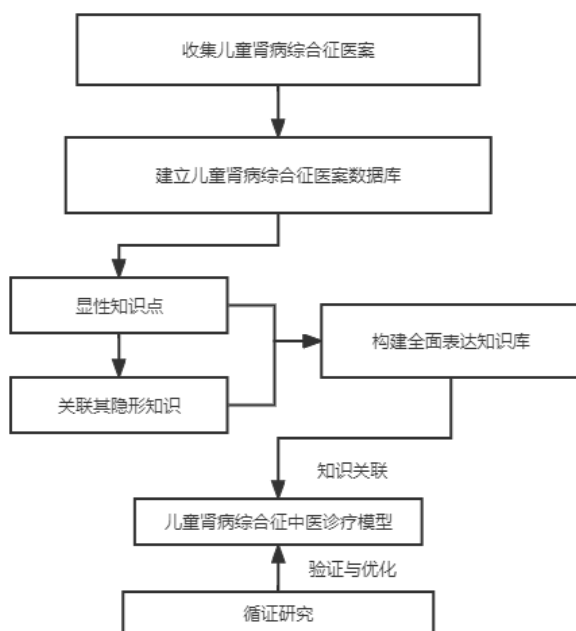 收集儿童肾病综合征医案
建立儿童肾病综合征医案数据库
显性知识点
构建全面表达知识库
关联其隐形知识
知识关联
儿童肾病综合征中医诊疗模型
验证与优化
循证研究